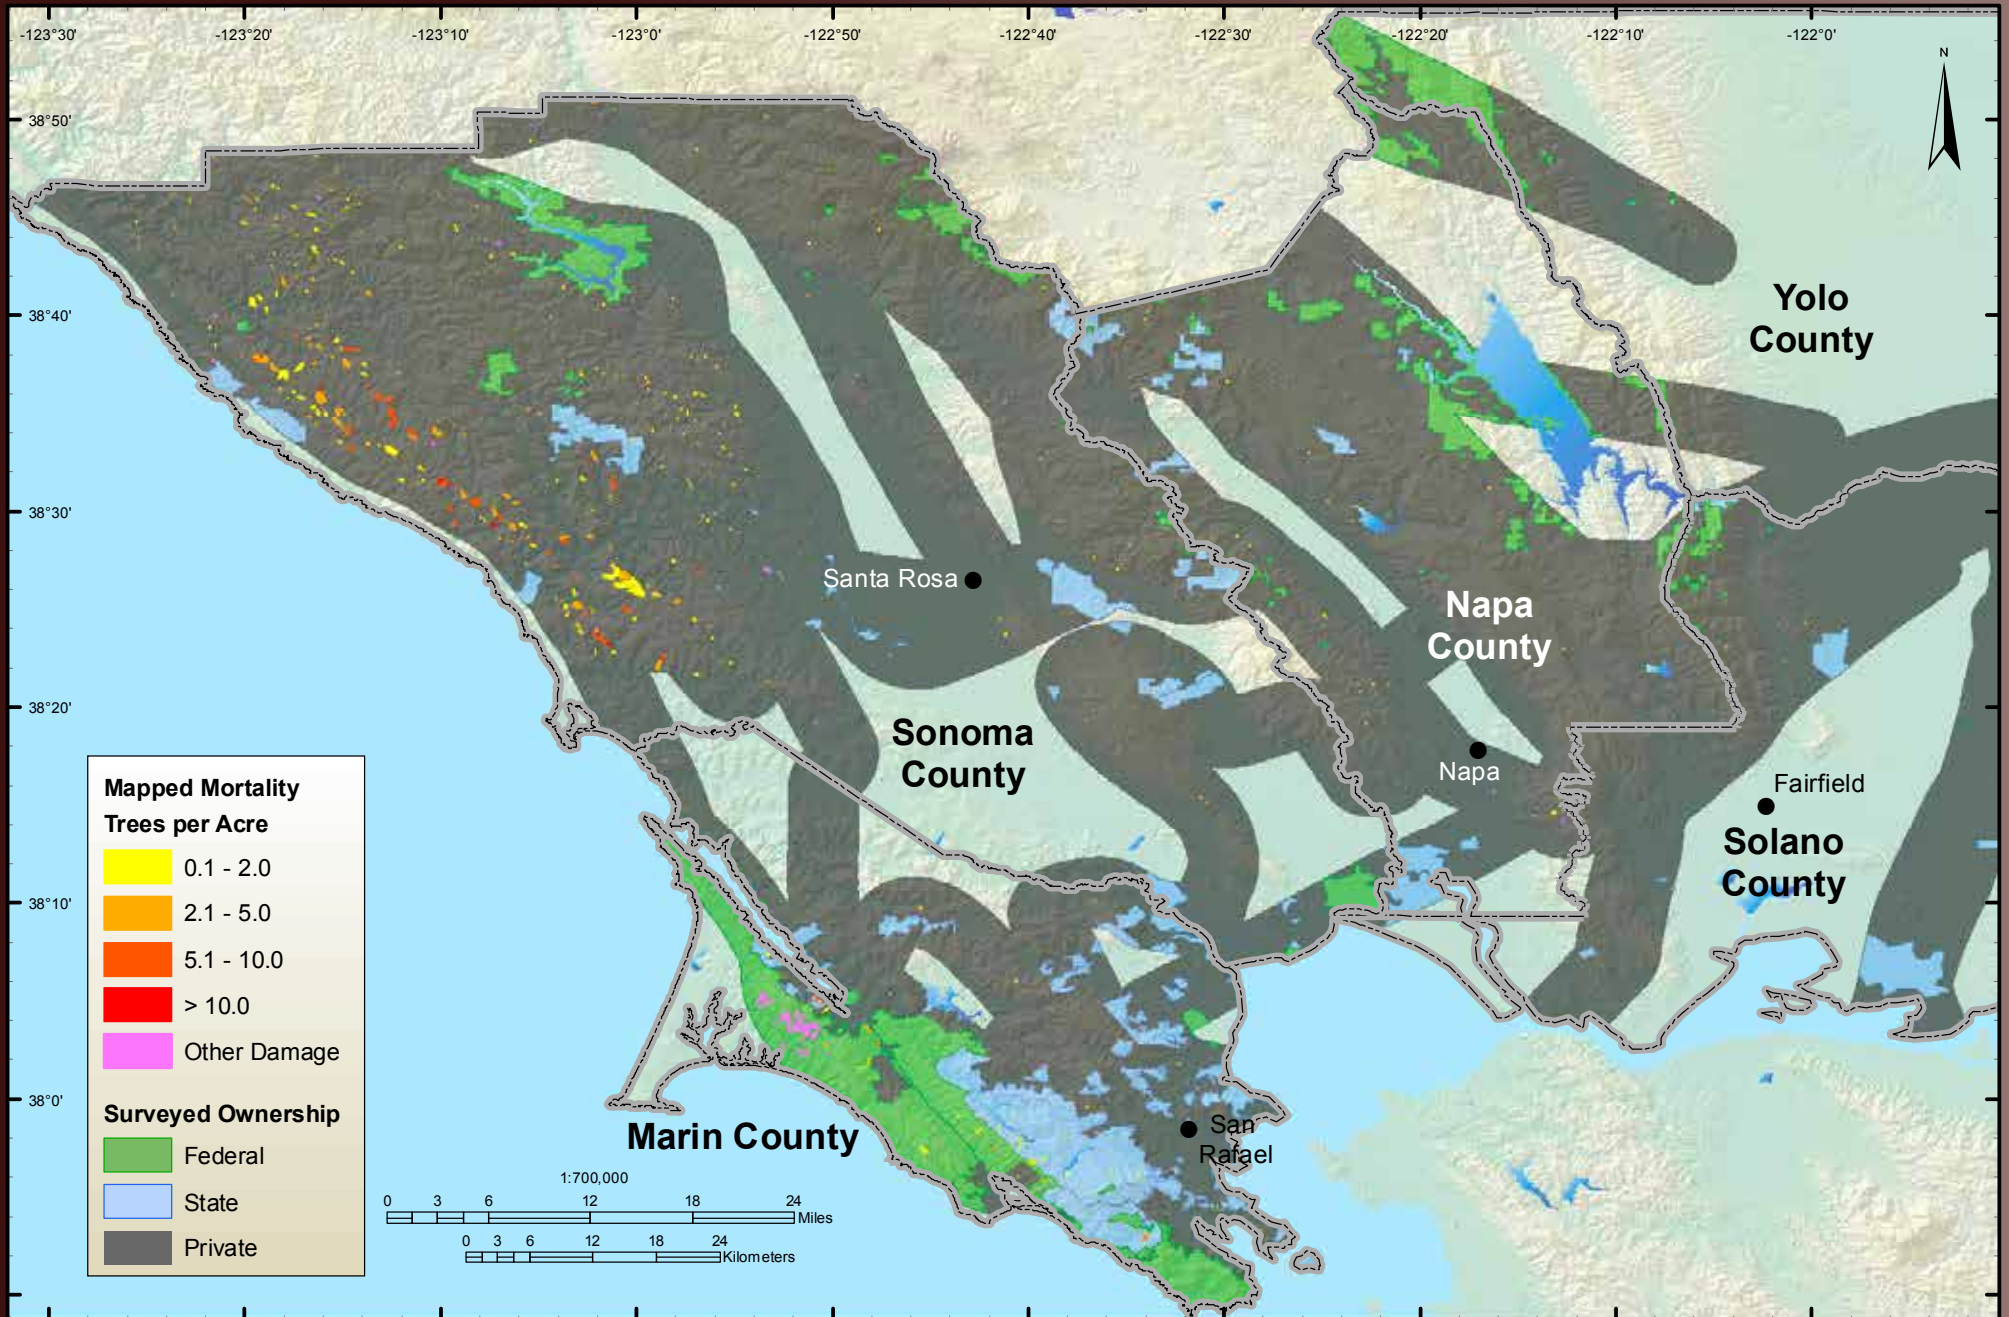 -123°30'
-123°20'
-123°10'
-123°0'
-122°50'
-122°40'
-122°30'
-122°20'
-122°10'
-122°0'
N
38°50'
38°40'
38°30'
38°20'
38°10'
38°0'
Yolo
County
Santa Rosa
Napa
County
Sonoma
County
Napa
Fairfield
Solano
County
Marin County
San
Rafael
Mapped Mortality
Trees per Acre
0.1 - 2.0
2.1 - 5.0
5.1 - 10.0
> 10.0
Other Damage
Surveyed Ownership
Federal
State
Private
1:700,000
0 3 6 12 18 24
Miles
0 3 6 12 18 24
Kilometers